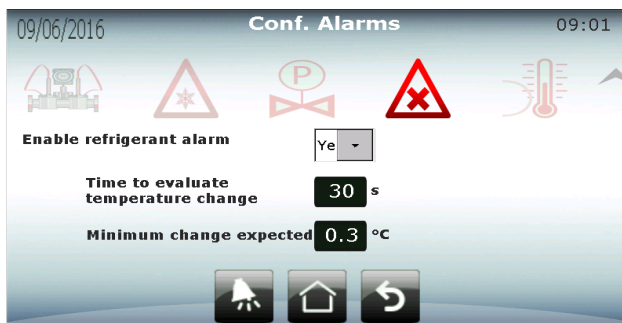 09/06/2016 Conf. Alarms 09:01
P
Enable refrigerant alarm Ye
Time to evaluate
temperature change 30 s
Minimum change expected 0.3 °C